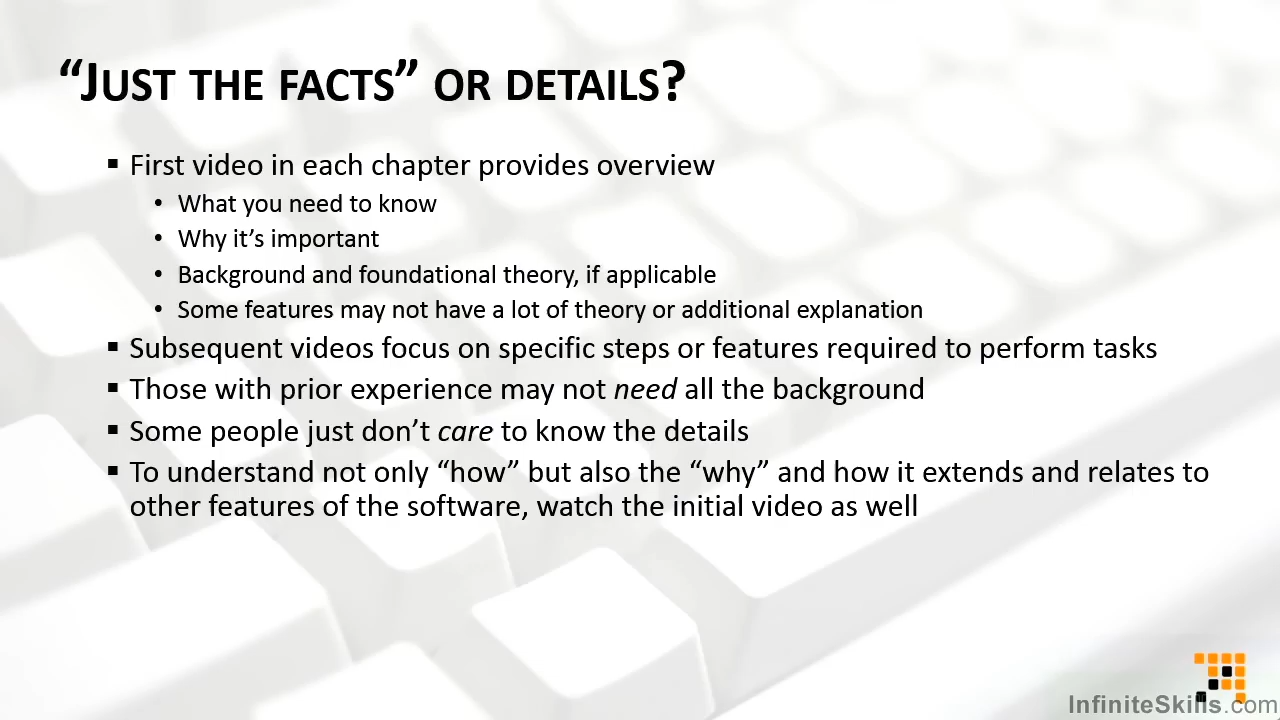 “JUST THE FACTS” OR DETAILS?
▪ First video in each chapter provides overview
• What you need to know
• Why it’s important
• Background and foundational theory, if applicable
• Some features may not have a lot of theory or additional explanation
▪ Subsequent videos focus on specific steps or features required to perform tasks
▪ Those with prior experience may not need all the background
▪ Some people just don’t care to know the details
▪ To understand not only “how” but also the “why” and how it extends and relates to
other features of the software, watch the initial video as well
InfiniteSkills.com